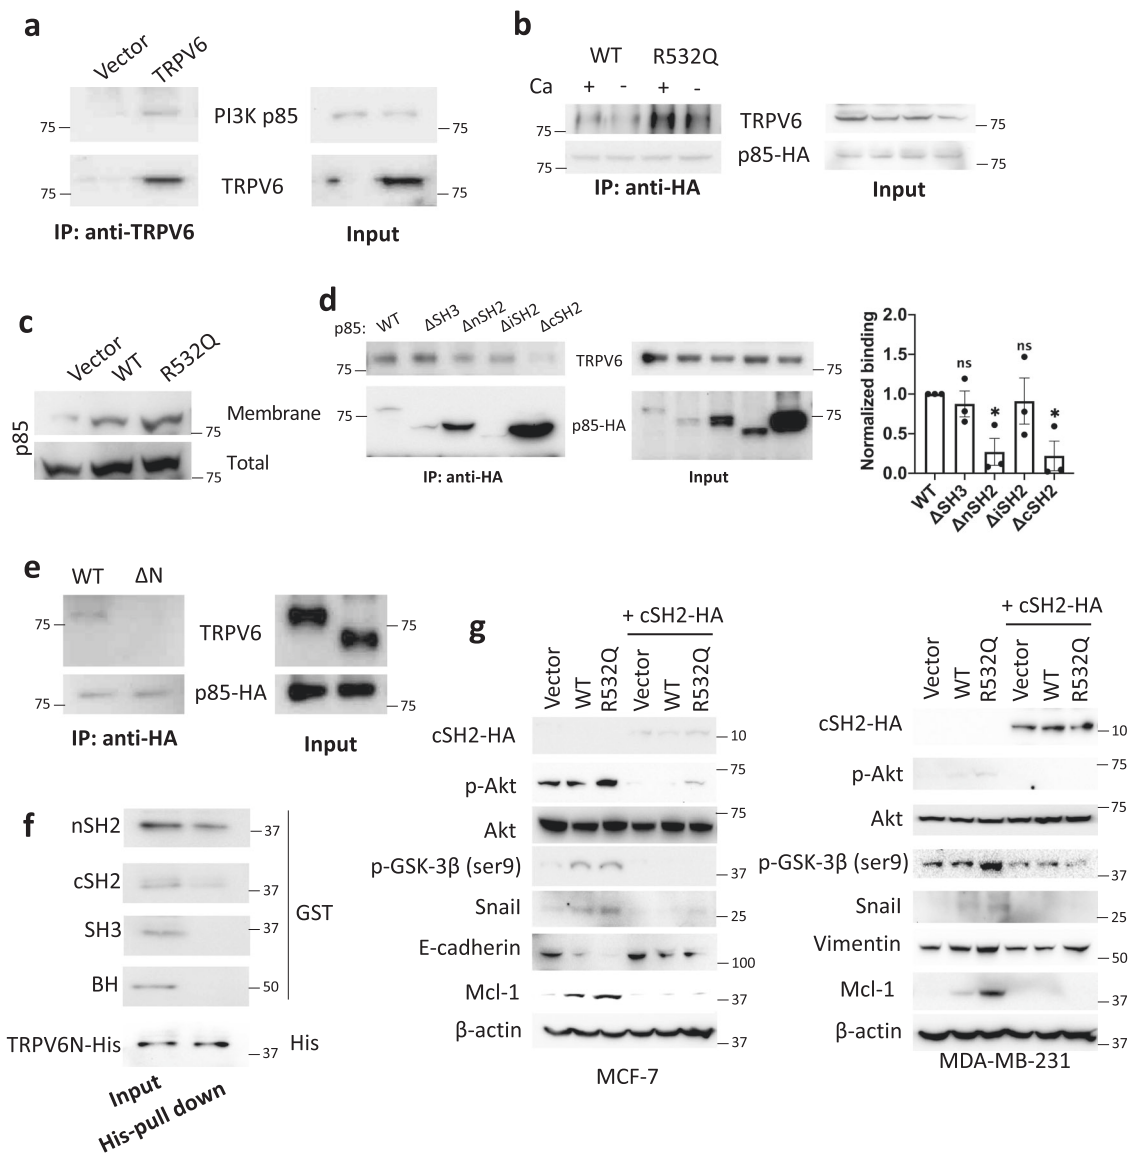 a
Vector
TRPV6
75
PI3K p85
75
75
TRPV6
75
IP: anti-TRPV6
Input
b
WT
R532Q
Ca
+
-
+
-
75
TRPV6
75
75
p85-HA
75
IP: anti-HA
Input
c
Vector
WT
R532Q
p85
Membrane
75
Total
75
d
p85:
WT
ΔSH3
ΔnSH2
ΔiSH2
ΔcSH2
75
TRPV6
75
75
p85-HA
75
IP: anti-HA
Input
Normalized binding
2.0
1.5
1.0
0.5
0.0
ns
*
ns
*
WT
ΔSH3
ΔnSH2
ΔiSH2
ΔcSH2
e
WT
ΔN
75
TRPV6
75
75
p85-HA
75
IP: anti-HA
Input
f
nSH2
37
cSH2
37
SH3
37
BH
50
GST
TRPV6N-His
37
His
Input
His-pull down
g
+ cSH2-HA
Vector
WT
R532Q
Vector
WT
R532Q
cSH2-HA
10
p-Akt
75
Akt
75
p-GSK-3β (ser9)
37
Snail
25
E-cadherin
100
Mcl-1
37
β-actin
37
MCF-7
+ cSH2-HA
Vector
WT
R532Q
Vector
WT
R532Q
cSH2-HA
10
p-Akt
75
Akt
75
p-GSK-3β (ser9)
37
Snail
25
Vimentin
50
Mcl-1
37
β-actin
37
MDA-MB-231